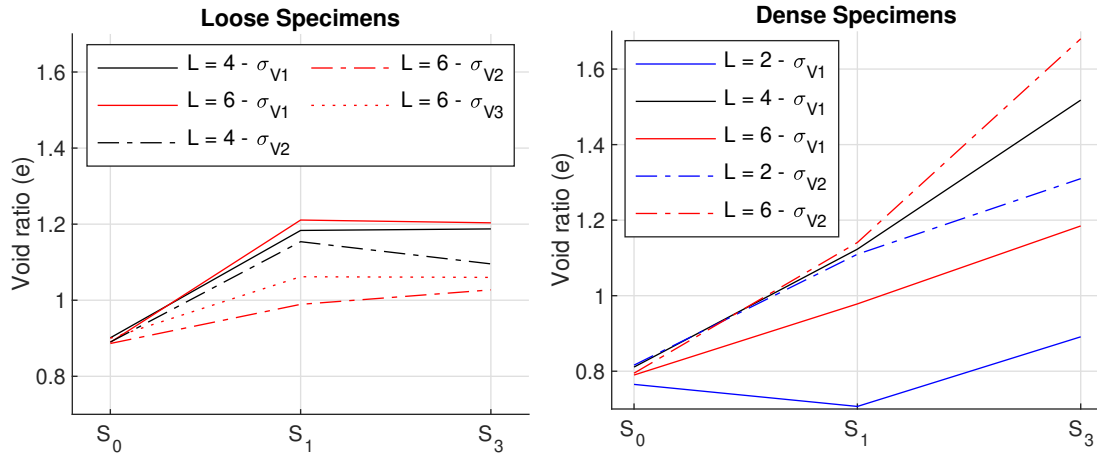 Loose Specimens
L = 4 - σV1
L = 6 - σV1
L = 4 - σV2
L = 6 - σV2
L = 6 - σV3
Void ratio (e)
1.6
1.4
1.2
1
0.8
S0
S1
S3
Dense Specimens
L = 2 - σV1
L = 4 - σV1
L = 6 - σV1
L = 2 - σV2
L = 6 - σV2
Void ratio (e)
1.6
1.4
1.2
1
0.8
S0
S1
S3